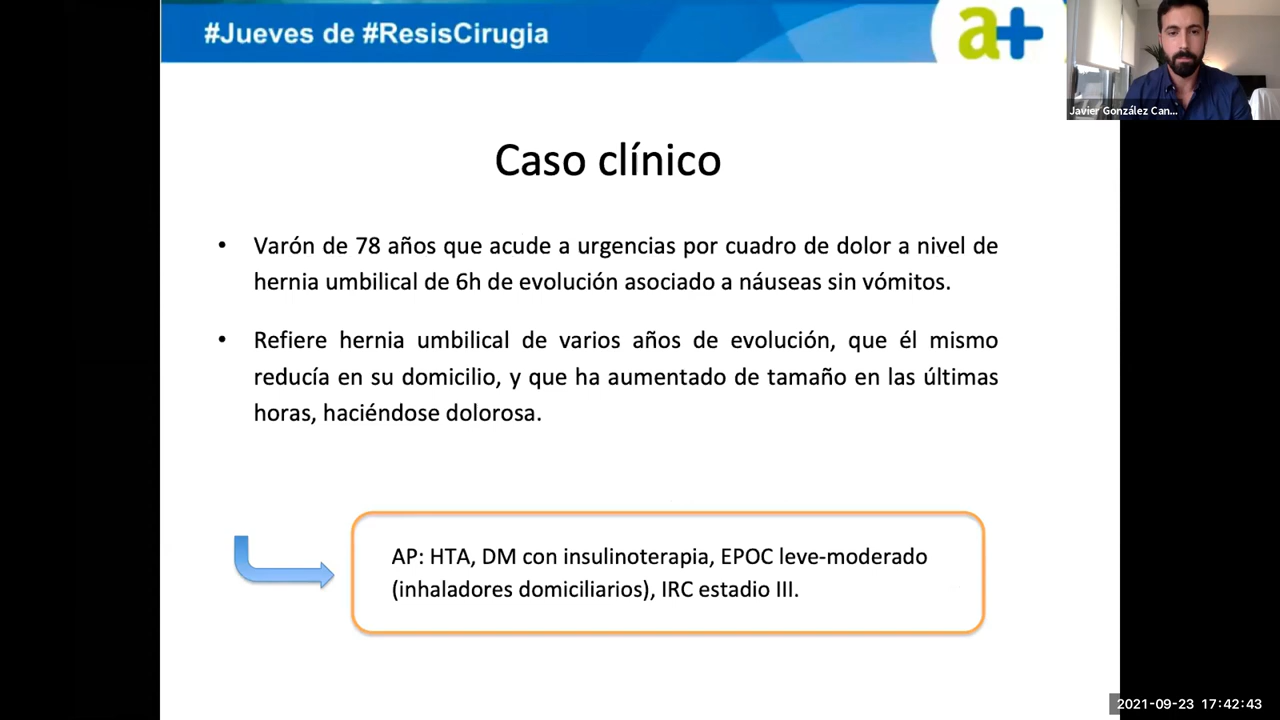 #Jueves de #ResisCirugia
a+
Javier González Can...
Caso clínico
• Varón de 78 años que acude a urgencias por cuadro de dolor a nivel de
hernia umbilical de 6h de evolución asociado a náuseas sin vómitos.
• Refiere hernia umbilical de varios años de evolución, que él mismo
reducía en su domicilio, y que ha aumentado de tamaño en las últimas
horas, haciéndose dolorosa.
AP: HTA, DM con insulinoterapia, EPOC leve-moderado
(inhaladores domiciliarios), IRC estadio III.
2021-09-23 17:42:43